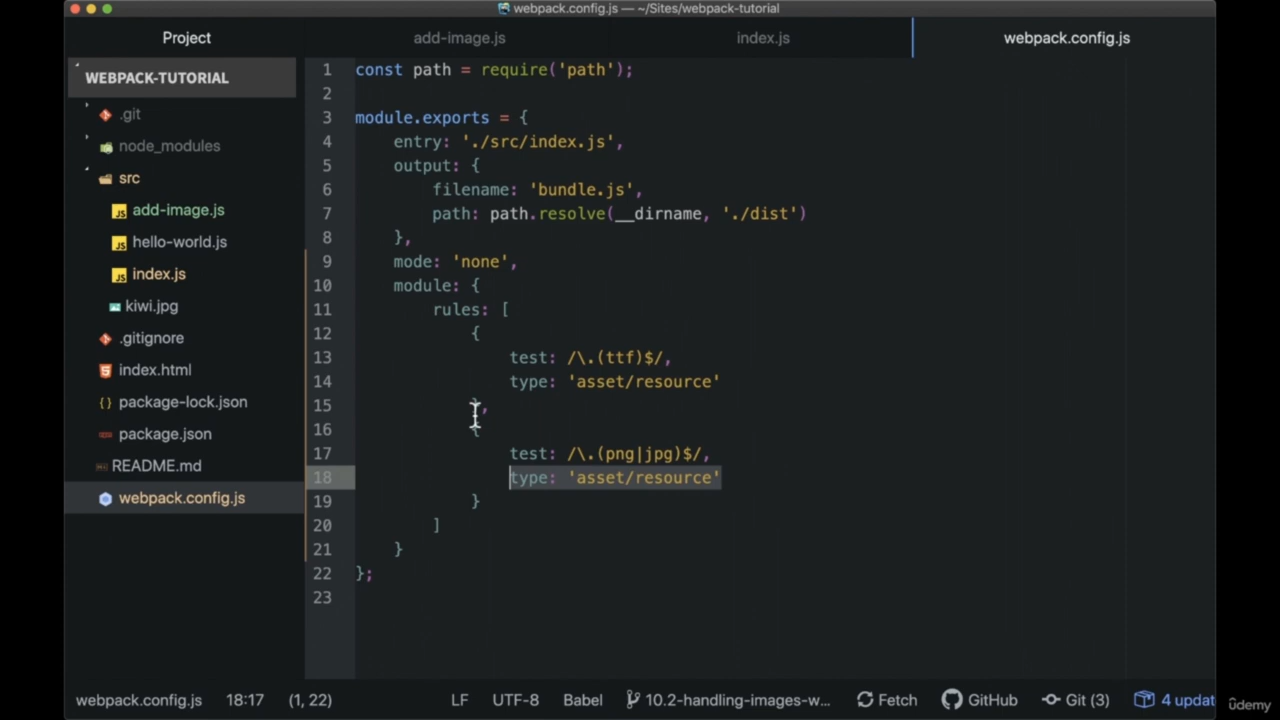 webpack.config.js — ~/Sites/webpack-tutorial
Project
add-image.js
index.js
webpack.config.js
WEBPACK-TUTORIAL
.git
node_modules
src
JS add-image.js
JS hello-world.js
JS index.js
kiwi.jpg
.gitignore
5 index.html
{} package-lock.json
package.json
README.md
webpack.config.js
1 const path = require('path');
2
3 module.exports = {
4 entry: './src/index.js',
5 output: {
6 filename: 'bundle.js',
7 path: path.resolve(__dirname, './dist')
8 },
9 mode: 'none',
10 module: {
11 rules: [
12 {
13 test: /\.(ttf)$/,
14 type: 'asset/resource'
15 },
16 {
17 test: /\.(png|jpg)$/,
18 type: 'asset/resource'
19 }
20 ]
21 }
22 };
23
webpack.config.js 18:17 (1, 22) LF UTF-8 Babel 10.2-handling-images-w... Fetch GitHub Git (3) 4 updat
ûdemy